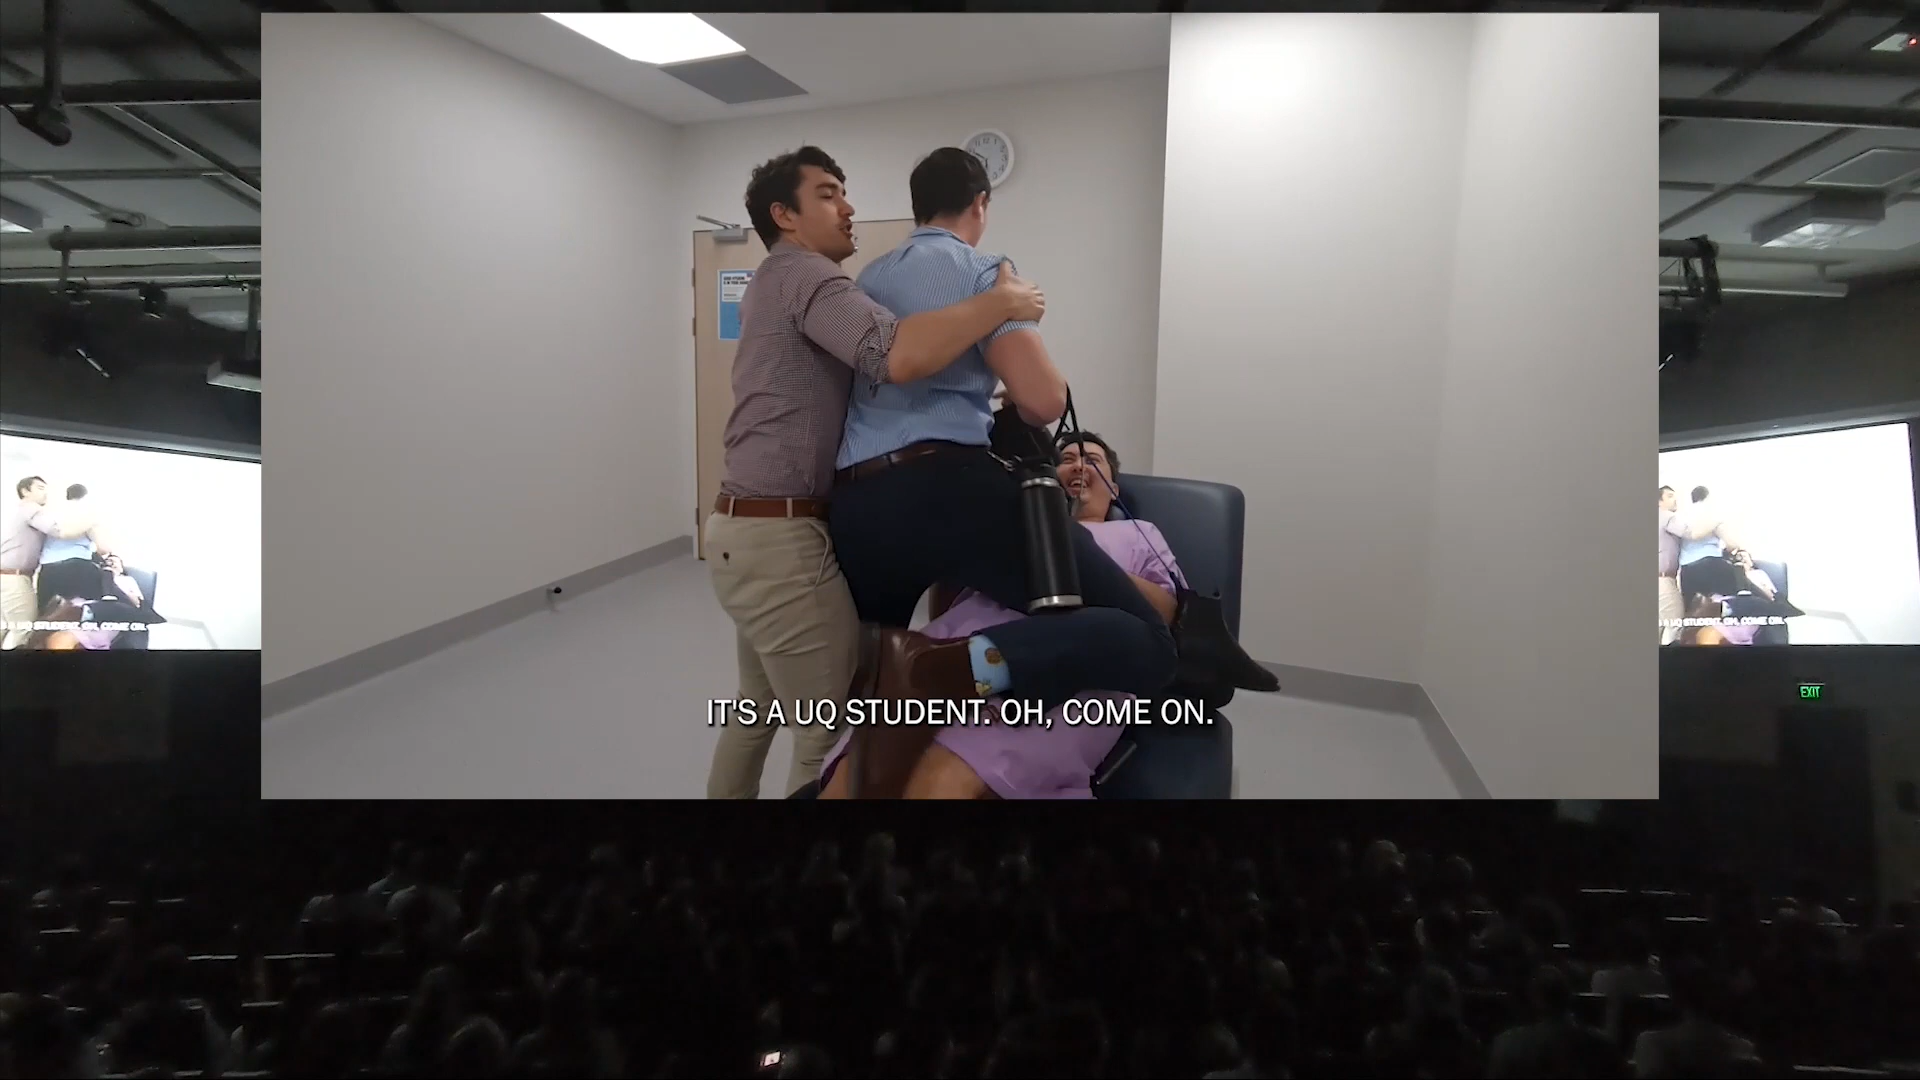 IT'S A UQ STUDENT. OH, COME ON.
EXIT